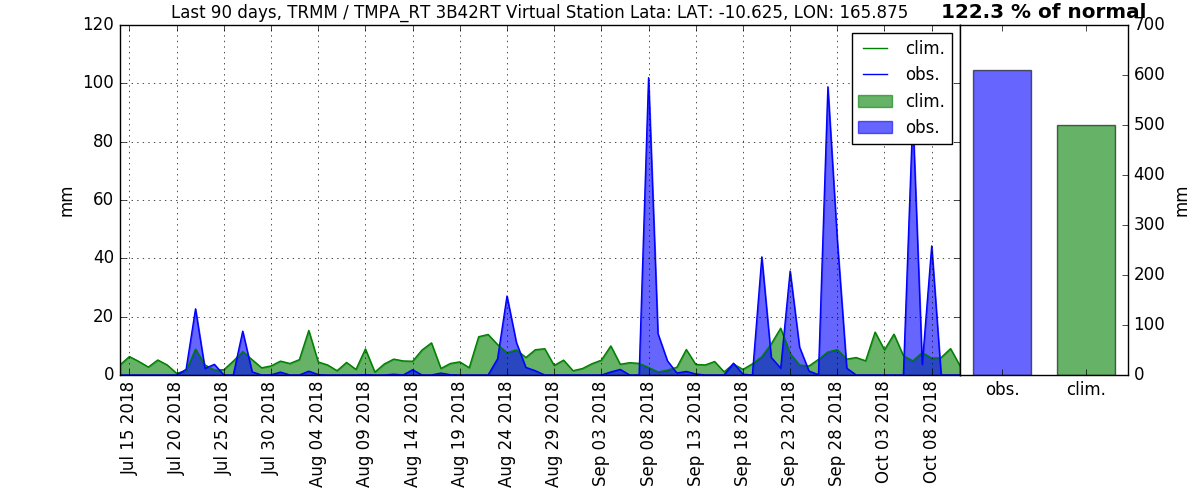 Last 90 days, TRMM / TMPA_RT 3B42RT Virtual Station Lata: LAT: -10.625, LON: 165.875
122.3 % of normal
120
100
80
60
40
20
0
mm
clim.
obs.
clim.
obs.
Jul 15 2018
Jul 20 2018
Jul 25 2018
Jul 30 2018
Aug 04 2018
Aug 09 2018
Aug 14 2018
Aug 19 2018
Aug 24 2018
Aug 29 2018
Sep 03 2018
Sep 08 2018
Sep 13 2018
Sep 18 2018
Sep 23 2018
Sep 28 2018
Oct 03 2018
Oct 08 2018
700
600
500
400
300
200
100
0
mm
obs.
clim.